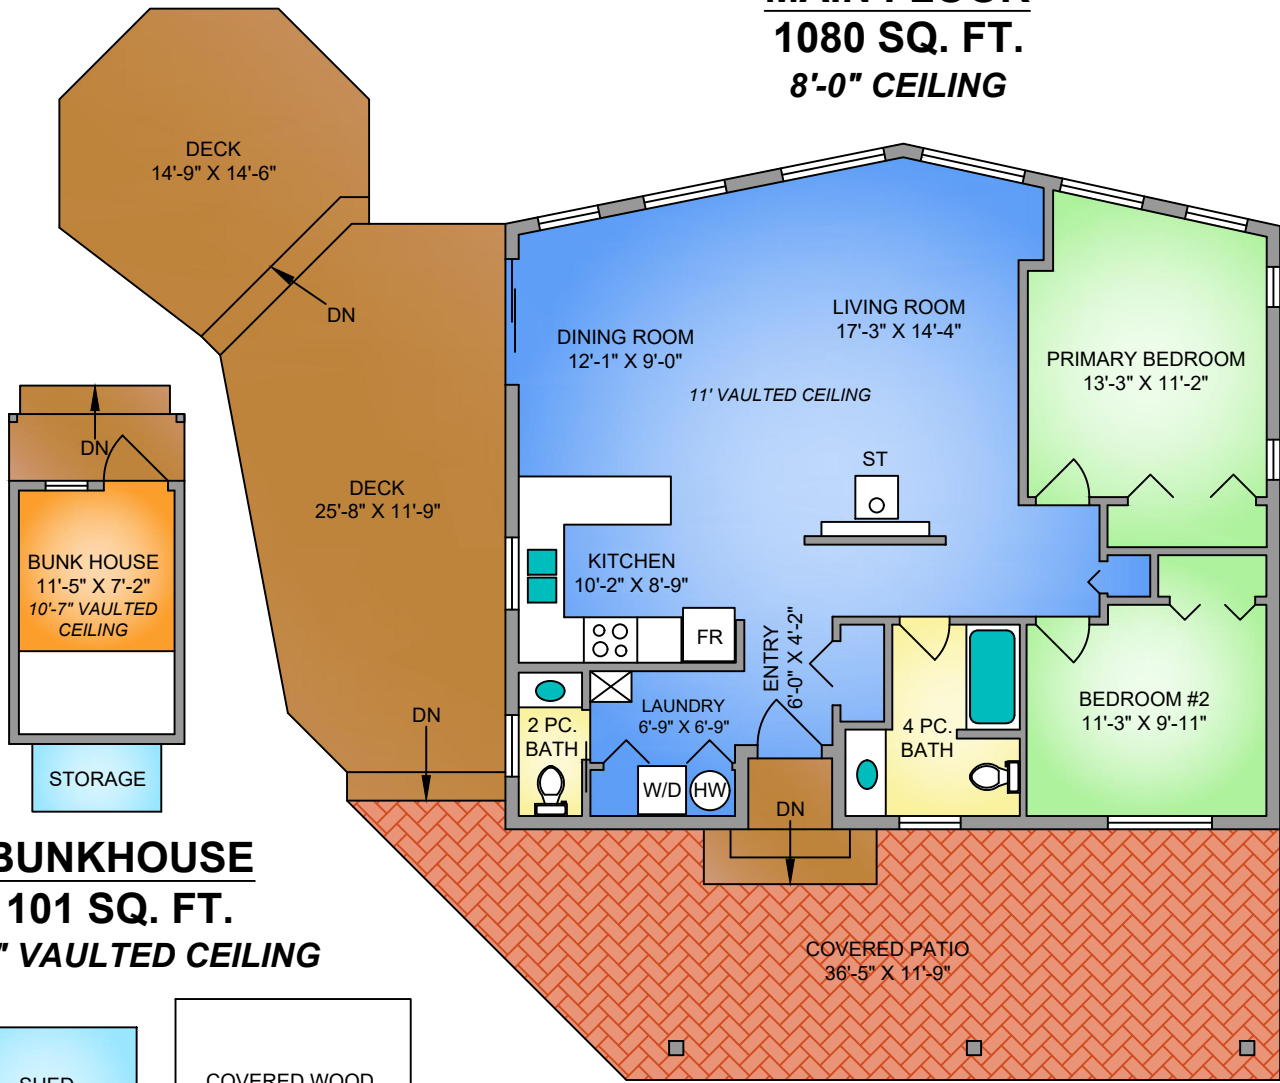 1080 SQ. FT.
8'-0" CEILING
DECK
14'-9" X 14'-6"
DN
DINING ROOM
12'-1" X 9'-0"
LIVING ROOM
17'-3" X 14'-4"
11' VAULTED CEILING
PRIMARY BEDROOM
13'-3" X 11'-2"
ST
DN
DECK
25'-8" X 11'-9"
BUNK HOUSE
11'-5" X 7'-2"
10'-7" VAULTED
CEILING
KITCHEN
10'-2" X 8'-9"
FR
ENTRY
6'-0" X 4'-2"
LAUNDRY
6'-9" X 6'-9"
2 PC.
BATH
4 PC.
BATH
BEDROOM #2
11'-3" X 9'-11"
DN
STORAGE
W/D
HW
DN
BUNKHOUSE
101 SQ. FT.
" VAULTED CEILING
COVERED PATIO
36'-5" X 11'-9"
SHED
COVERED WOOD